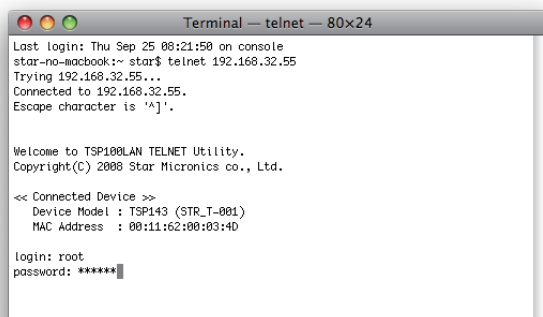 Terminal — telnet — 80×24
Last login: Thu Sep 25 08:21:50 on console
star-no-macbook:~ star$ telnet 192.168.32.55
Trying 192.168.32.55...
Connected to 192.168.32.55.
Escape character is '^]'.
Welcome to TSP100LAN TELNET Utility.
Copyright(C) 2008 Star Micronics co., Ltd.
<< Connected Device >>
Device Model : TSP143 (STR_T-001)
MAC Address : 00:11:62:00:03:4D
login: root
password: ******